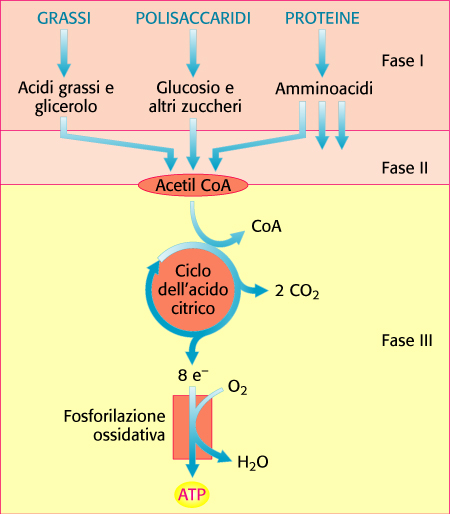 GRASSI POLISACCARIDI PROTEINE
Fase I
Acidi grassi e
glicerolo
Glucosio e
altri zuccheri
Amminoacidi
Fase II
Acetil CoA
CoA
Ciclo
dell'acido
citrico
2 CO₂
Fase III
8 e⁻
O₂
Fosforilazione
ossidativa
H₂O
ATP